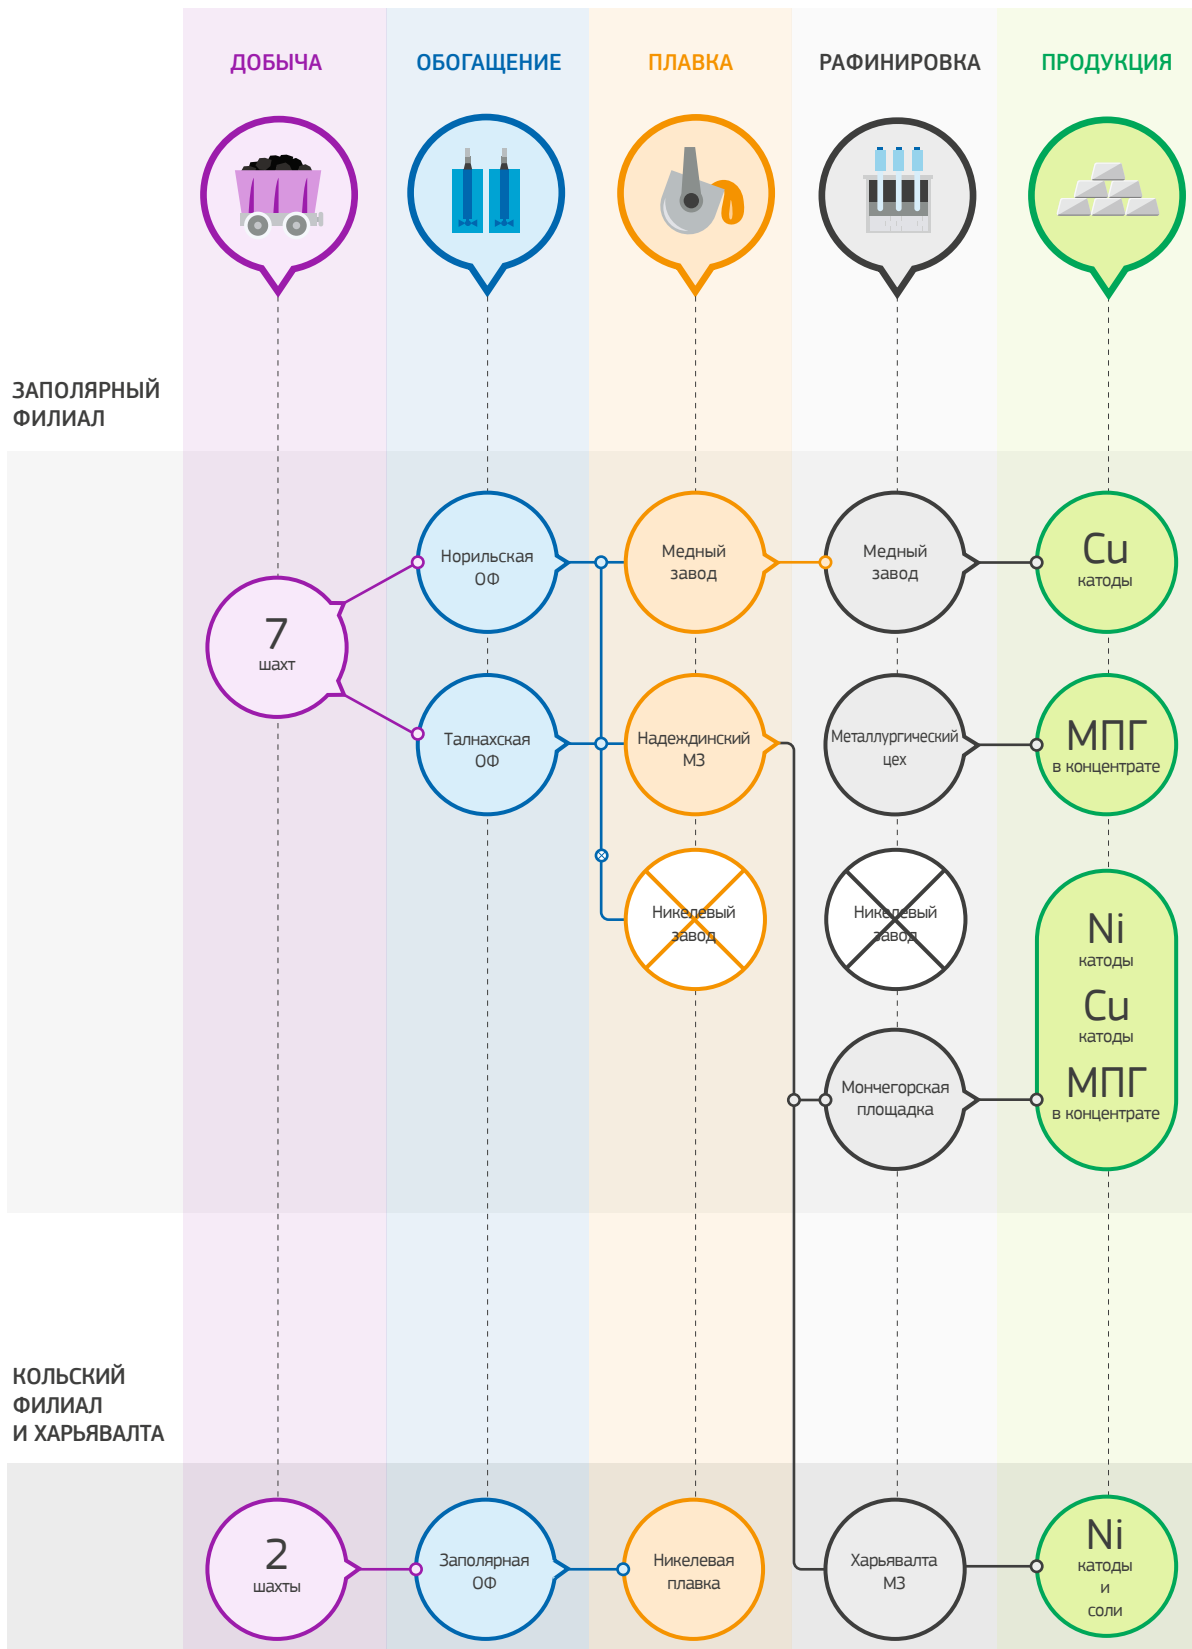 ДОБЫЧА
ОБОГАЩЕНИЕ
ПЛАВКА
РАФИНИРОВКА
ПРОДУКЦИЯ
ЗАПОЛЯРНЫЙ
ФИЛИАЛ
7
шахт
Норильская
ОФ
Медный
завод
Медный
завод
Cu
катоды
Талнахская
ОФ
Надеждинский
МЗ
Металлургический
цех
МПГ
в концентрате
Никелевый
завод
Никелевый
завод
Ni
катоды
Cu
катоды
МПГ
в концентрате
Мончегорская
площадка
КОЛЬСКИЙ
ФИЛИАЛ
И ХАРЬЯВАЛТА
2
шахты
Заполярная
ОФ
Никелевая
плавка
Харьявалта
МЗ
Ni
катоды
и
соли